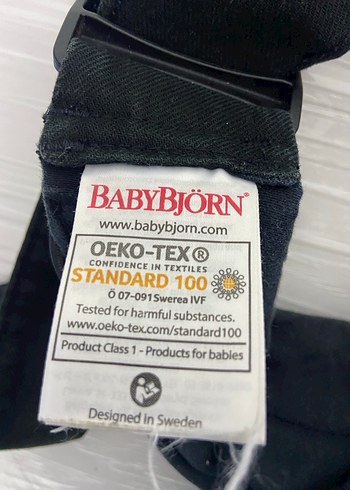 BABYBJÖRN®
www.babybjorn.com
OEKO-TEX®
CONFIDENCE IN TEXTILES
STANDARD 100
Ö 07-091 Swerea IVF
Tested for harmful substances.
www.oeko-tex.com/standard100
Product Class 1 - Products for babies
Designed in Sweden